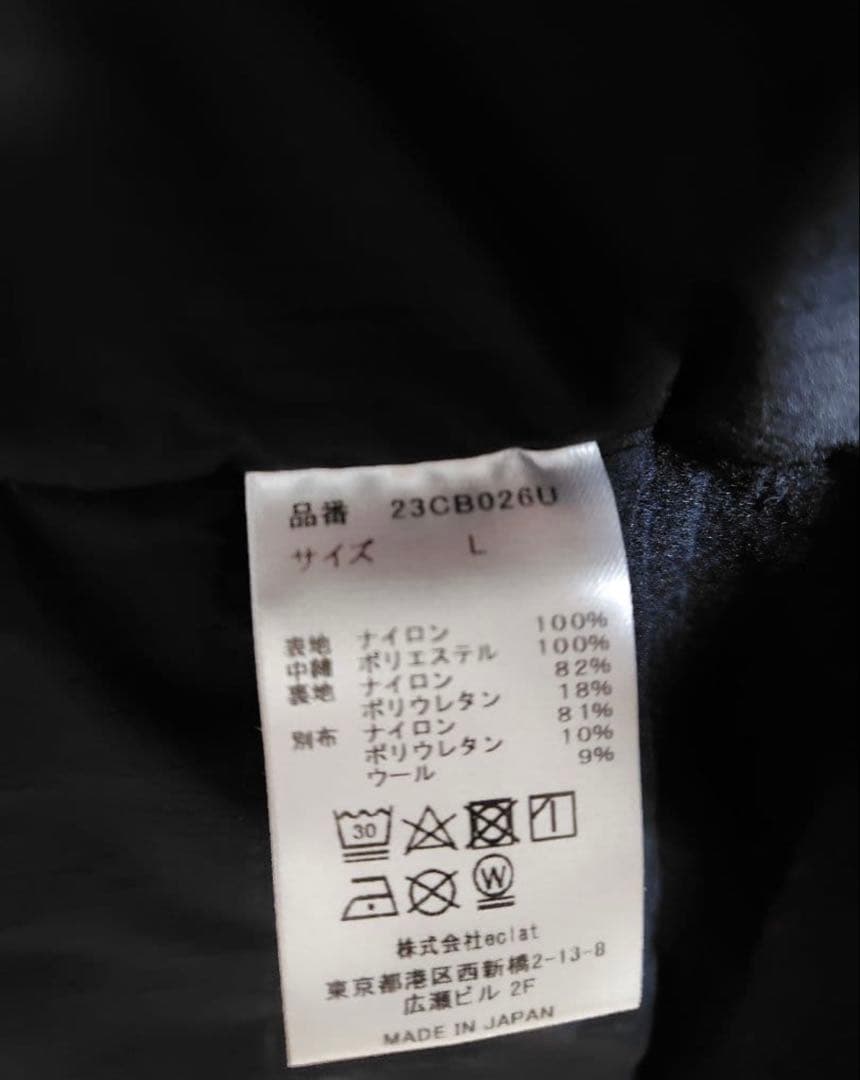 品番 23CB026U
サイズ L
表地 ナイロン 100%
中綿 ポリエステル 100%
裏地 ナイロン 82%
ポリウレタン 18%
別布 ナイロン 81%
ポリウレタン 10%
ウール 9%
30
W
株式会社eclat
東京都港区西新橋2-13-8
広瀬ビル 2F
MADE IN JAPAN